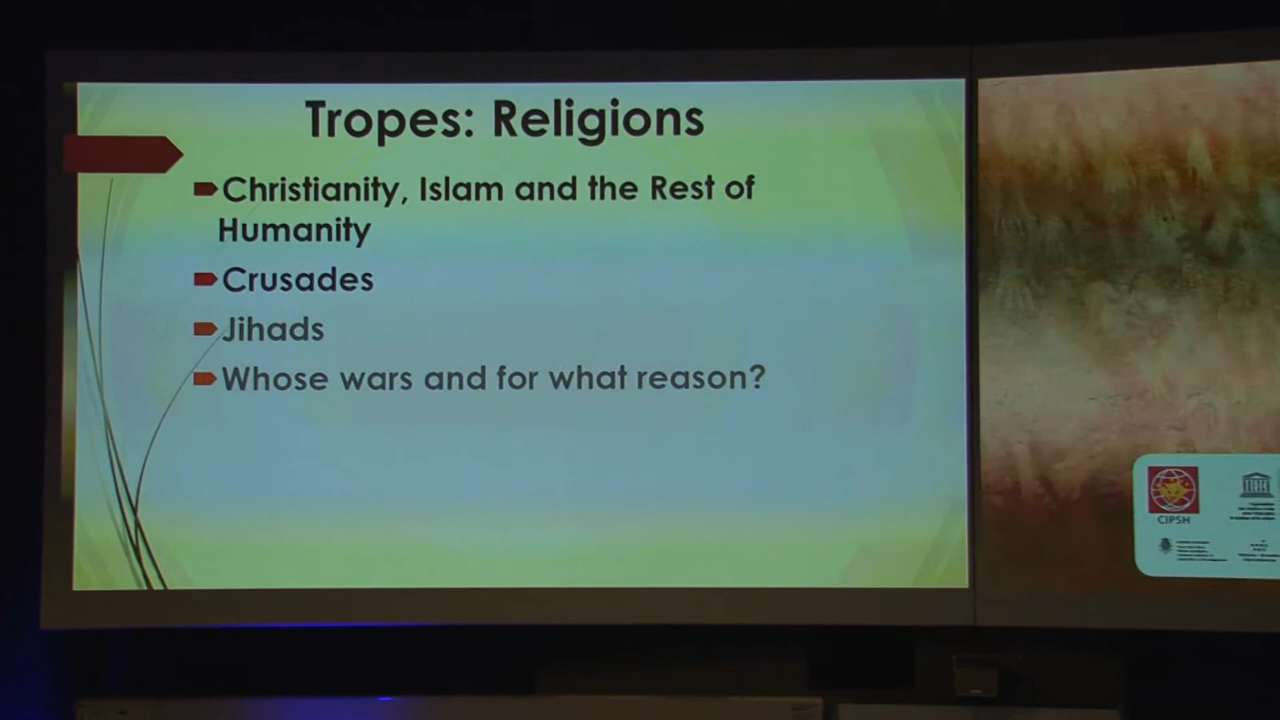 Tropes: Religions
Christianity, Islam and the Rest of
Humanity
Crusades
Jihads
Whose wars and for what reason?
CIPSH